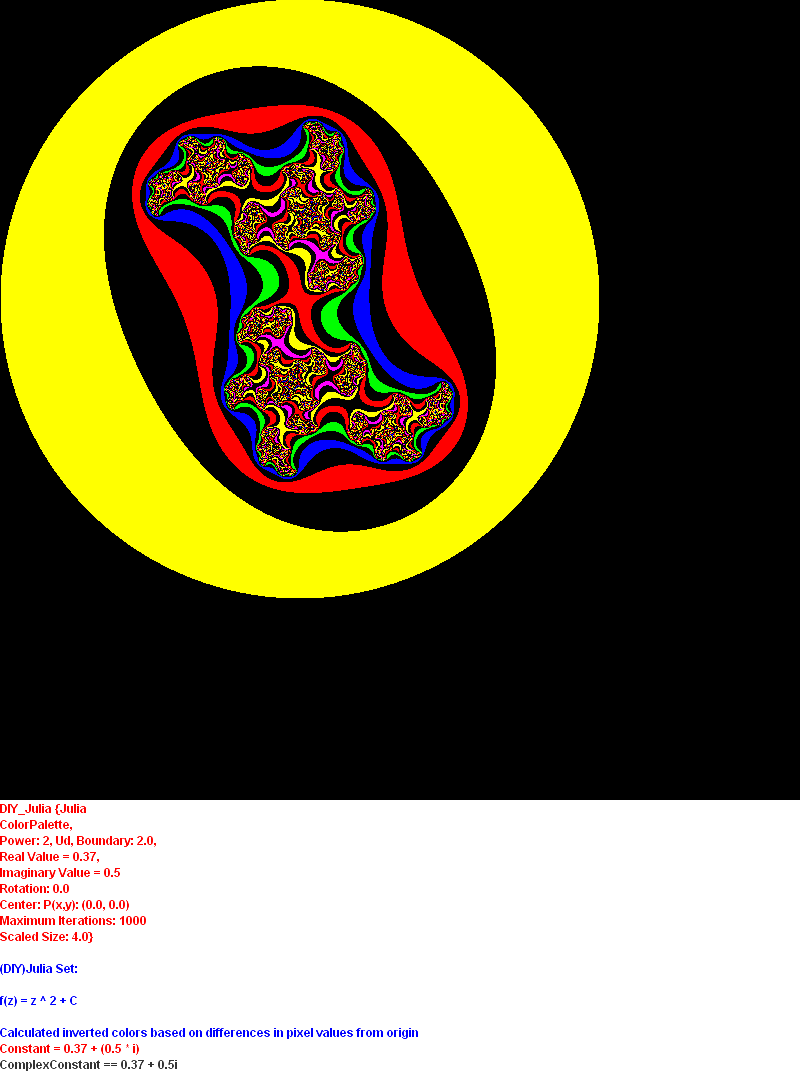 DIY_Julia {Julia
ColorPalette,
Power: 2, Ud, Boundary: 2.0,
Real Value = 0.37,
Imaginary Value = 0.5
Rotation: 0.0
Center: P(x,y): (0.0, 0.0)
Maximum Iterations: 1000
Scaled Size: 4.0}
(DIY)Julia Set:
f(z) = z ^ 2 + C
Calculated inverted colors based on differences in pixel values from origin
Constant = 0.37 + (0.5 * i)
ComplexConstant == 0.37 + 0.5i